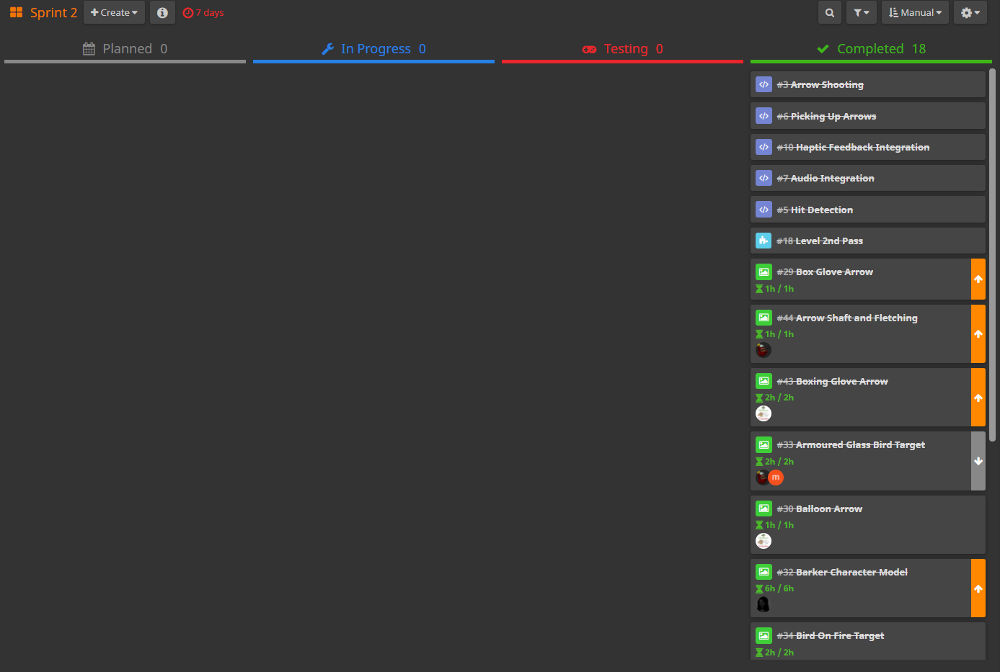 Sprint 2 Create 7 days Manual
Planned 0 In Progress 0 Testing 0 Completed 18
#3 Arrow Shooting
#6 Picking Up Arrows
#10 Haptic Feedback Integration
#7 Audio Integration
#5 Hit Detection
#18 Level 2nd Pass
#29 Box Glove Arrow
1h / 1h
#44 Arrow Shaft and Fletching
1h / 1h
#43 Boxing Glove Arrow
2h / 2h
#33 Armoured Glass Bird Target
2h / 2h
m
#30 Balloon Arrow
1h / 1h
#32 Barker Character Model
6h / 6h
#34 Bird On Fire Target
2h / 2h